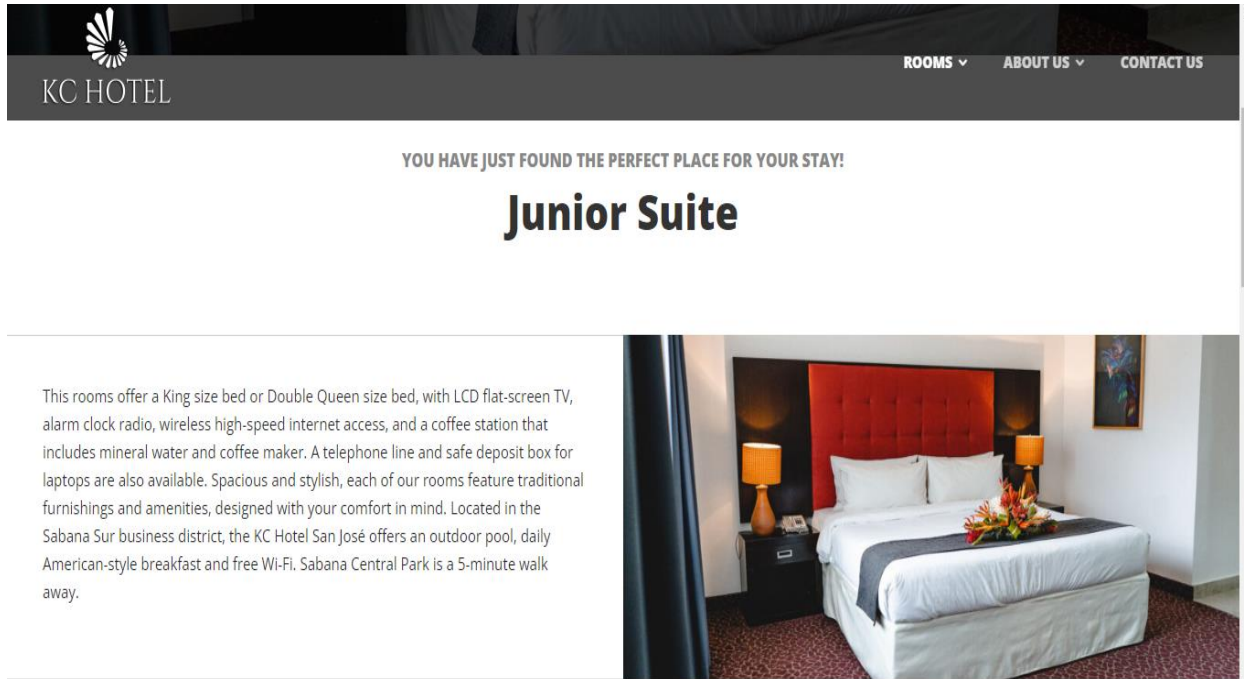 KC HOTEL
ROOMS
ABOUT US
CONTACT US
YOU HAVE JUST FOUND THE PERFECT PLACE FOR YOUR STAY!
Junior Suite
This rooms offer a King size bed or Double Queen size bed, with LCD flat-screen TV,
alarm clock radio, wireless high-speed internet access, and a coffee station that
includes mineral water and coffee maker. A telephone line and safe deposit box for
laptops are also available. Spacious and stylish, each of our rooms feature traditional
furnishings and amenities, designed with your comfort in mind. Located in the
Sabana Sur business district, the KC Hotel San José offers an outdoor pool, daily
American-style breakfast and free Wi-Fi. Sabana Central Park is a 5-minute walk
away.